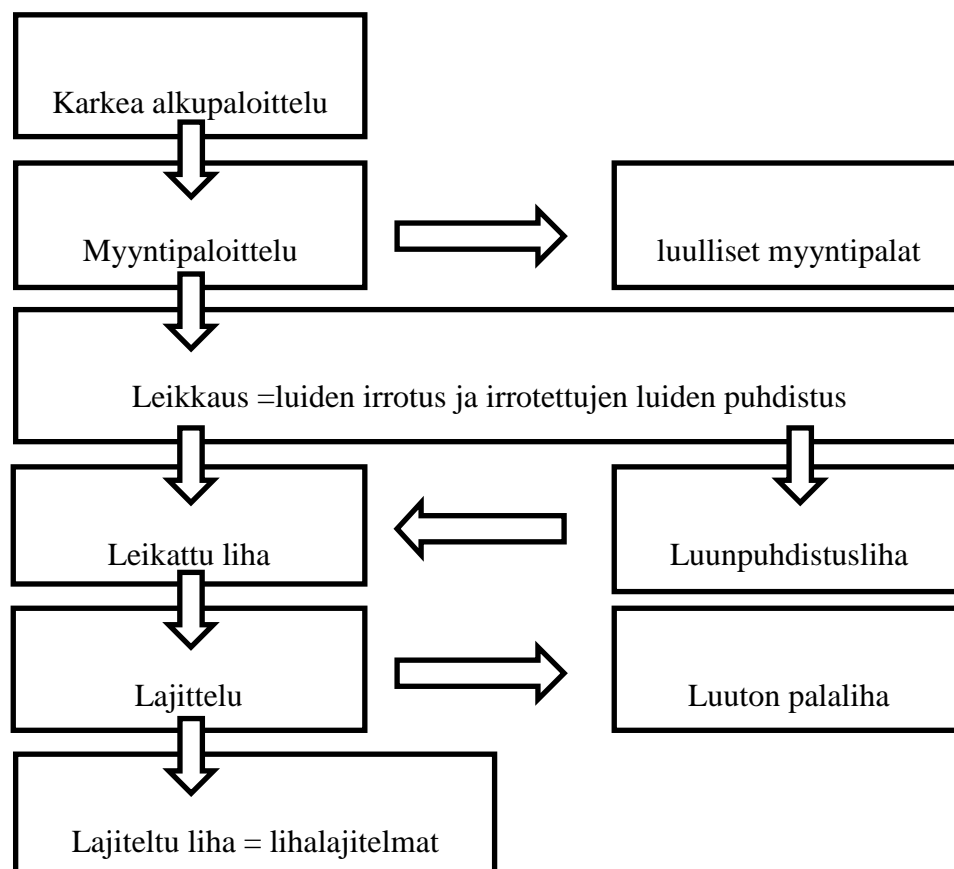 Karkea alkupaloittelu
Myyntipaloittelu
luulliset myyntipalat
Leikkaus =luiden irrotus ja irrotettujen luiden puhdistus
Leikattu liha
Luunpuhdistusliha
Lajittelu
Luuton palaliha
Lajiteltu liha = lihalajitelmat